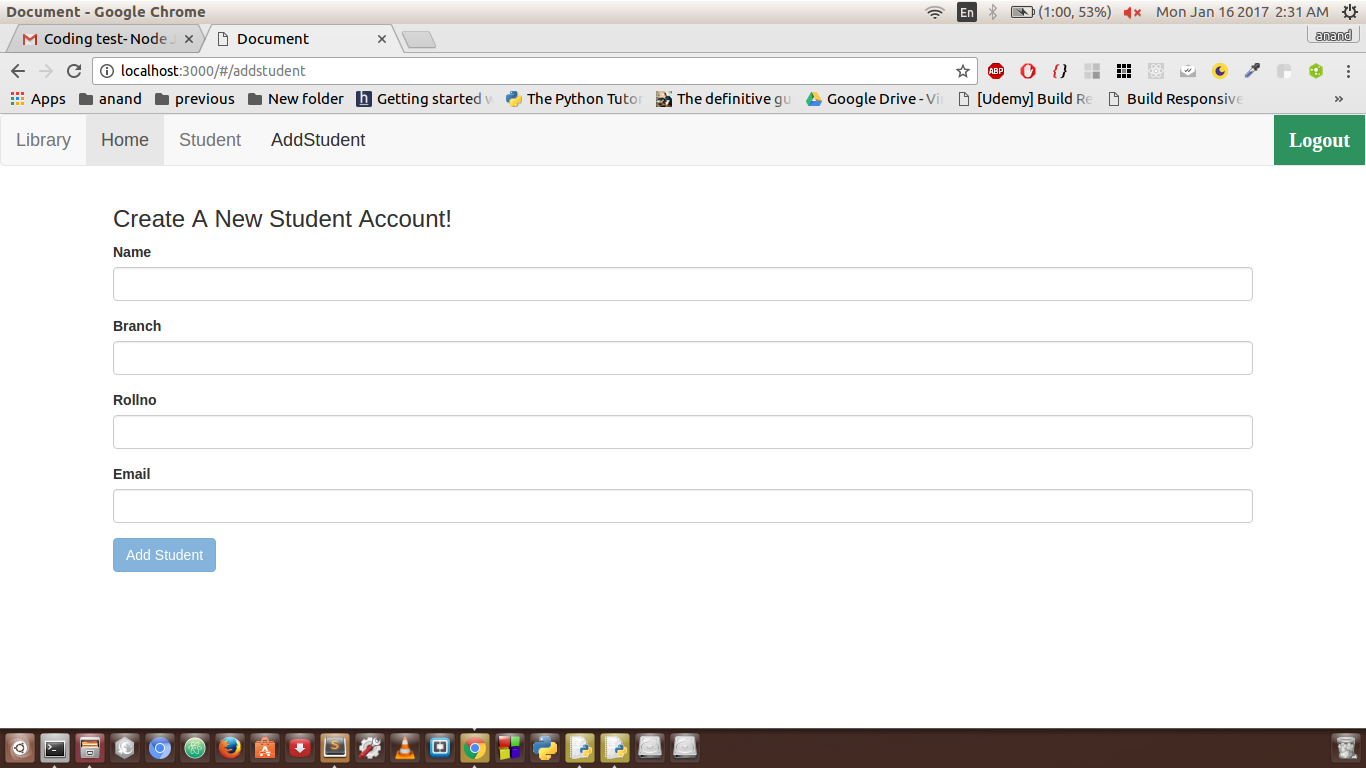 Document - Google Chrome
En
(1:00, 53%)
Mon Jan 16 2017 2:31 AM
Coding test- Node J
Document
anand
localhost:3000/#/addstudent
ABP
Apps
anand
previous
New folder
Getting started w
The Python Tutor
The definitive gu
Google Drive - Vi
[Udemy] Build Re
Build Responsive
»
Library
Home
Student
AddStudent
Logout
Create A New Student Account!
Name
Branch
Rollno
Email
Add Student